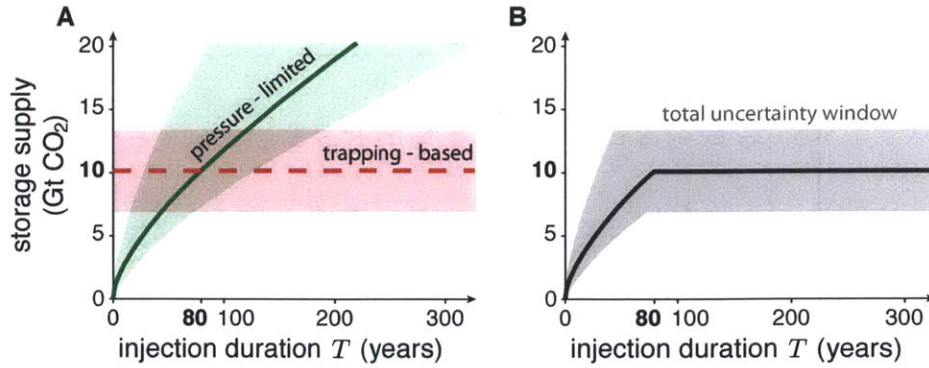 A
20
15
10
5
0
storage supply
(Gt CO₂)
pressure - limited
trapping - based
0
80
100
200
300
injection duration T (years)
B
20
15
10
5
0
total uncertainty window
0
80
100
200
300
injection duration T (years)